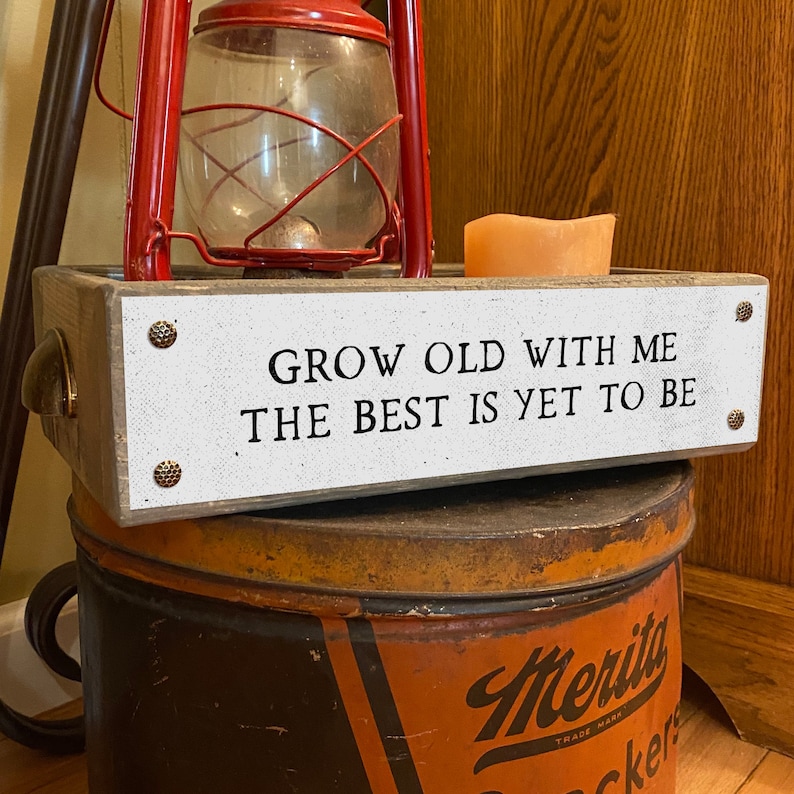 GROW OLD WITH ME
THE BEST IS YET TO BE
Merita
TRADE MARK